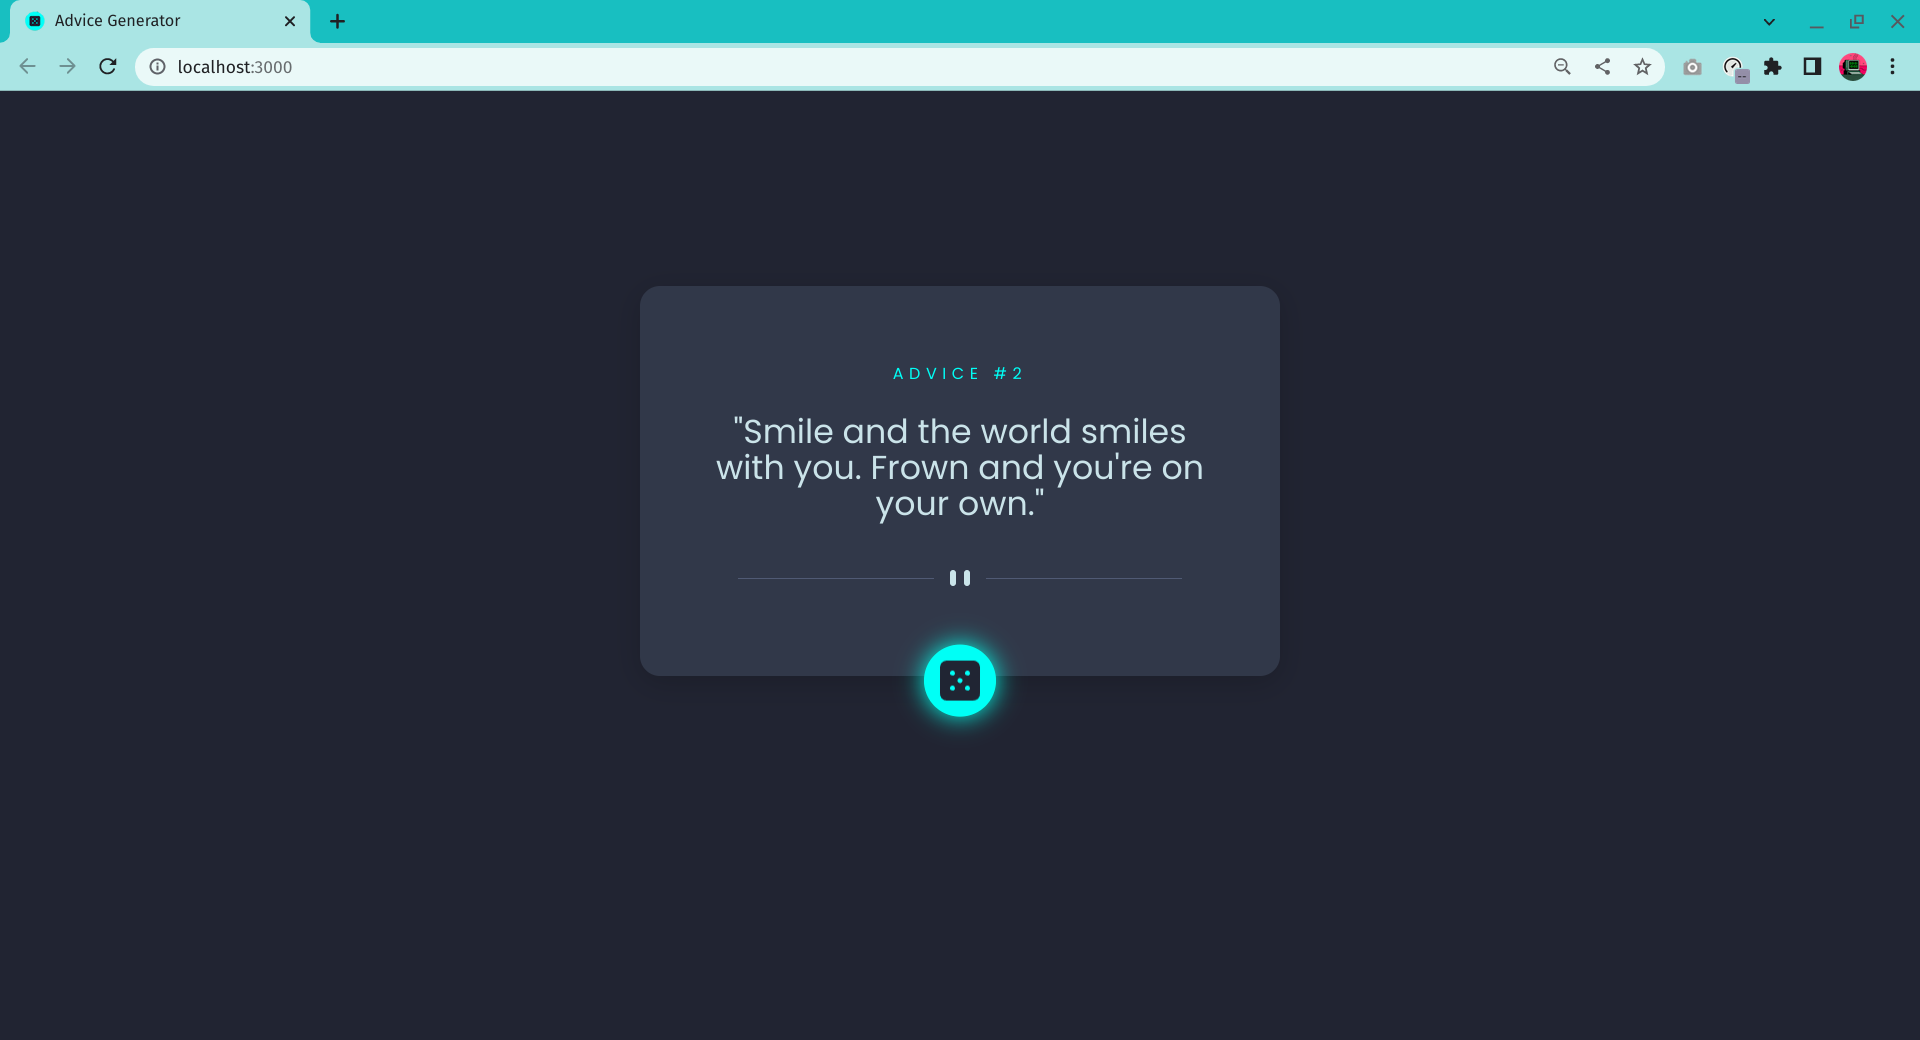 Advice Generator
localhost:3000
ADVICE #2
"Smile and the world smiles
with you. Frown and you're on
your own."